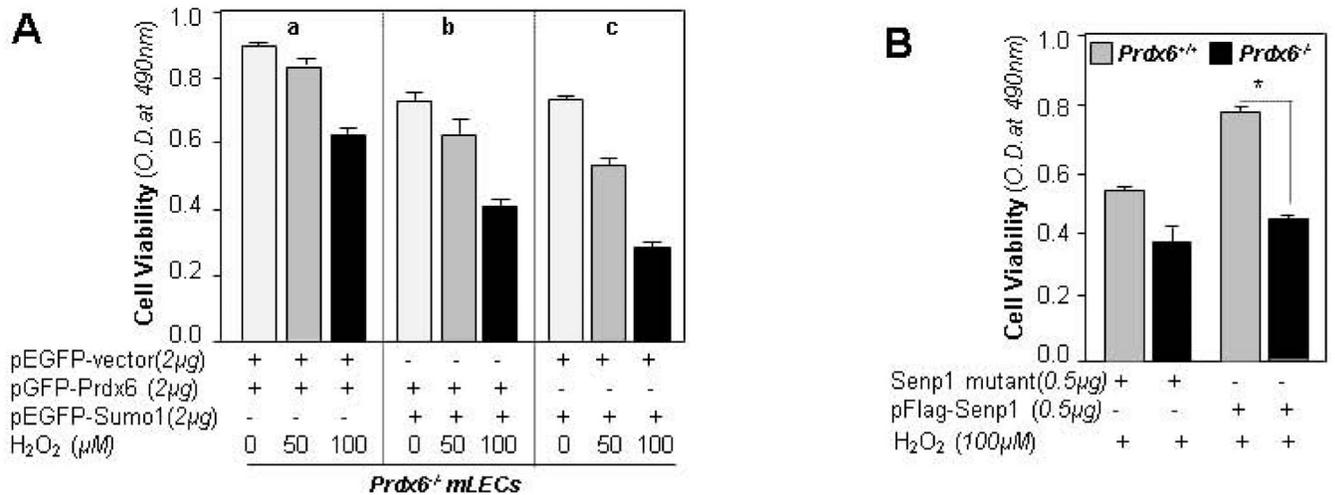 A
a b c
1.0
0.8
0.6
0.4
0.2
0.0
Cell Viability (O.D. at 490nm)
pEGFP-vector(2µg) + + + - - - + + +
pGFP-Prdx6 (2µg) + + + + + + - - -
pEGFP-Sumo1(2µg) - - - + + + + + +
H₂O₂ (µM) 0 50 100 0 50 100 0 50 100
Prdx6-/- mLECs
B
Prdx6+/+ Prdx6-/-
*
1.0
0.8
0.6
0.4
0.2
0.0
Cell Viability (O.D. at 490nm)
Senp1 mutant(0.5µg) + + - -
pFlag-Senp1 (0.5µg) - - + +
H₂O₂ (100µM) + + + +